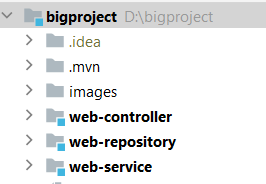 bigproject D:\bigproject
.idea
.mvn
images
web-controller
web-repository
web-service